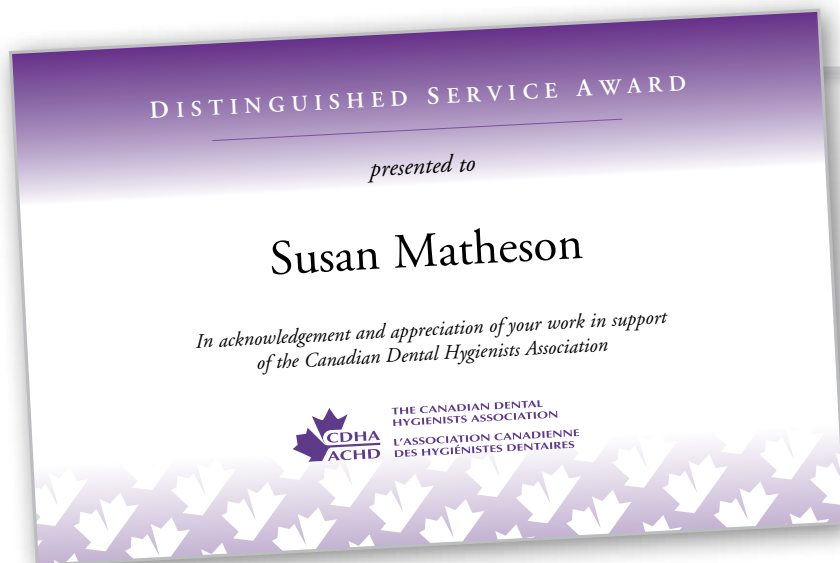 DISTINGUISHED SERVICE AWARD
presented to
Susan Matheson
In acknowledgement and appreciation of your work in support
of the Canadian Dental Hygienists Association
CDHA
ACHD
THE CANADIAN DENTAL
HYGIENISTS ASSOCIATION
L'ASSOCIATION CANADIENNE
DES HYGIÉNISTES DENTAIRES